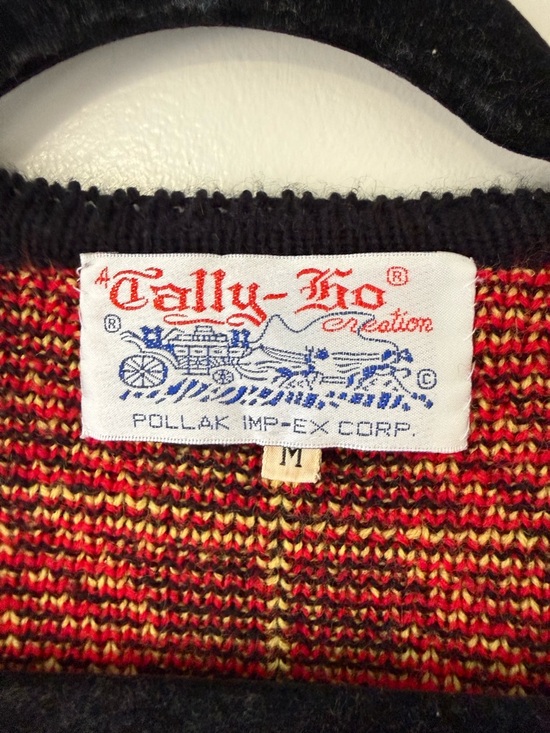 A Tally-Ho ®
® creation
©
POLLAK IMP-EX CORP.
M